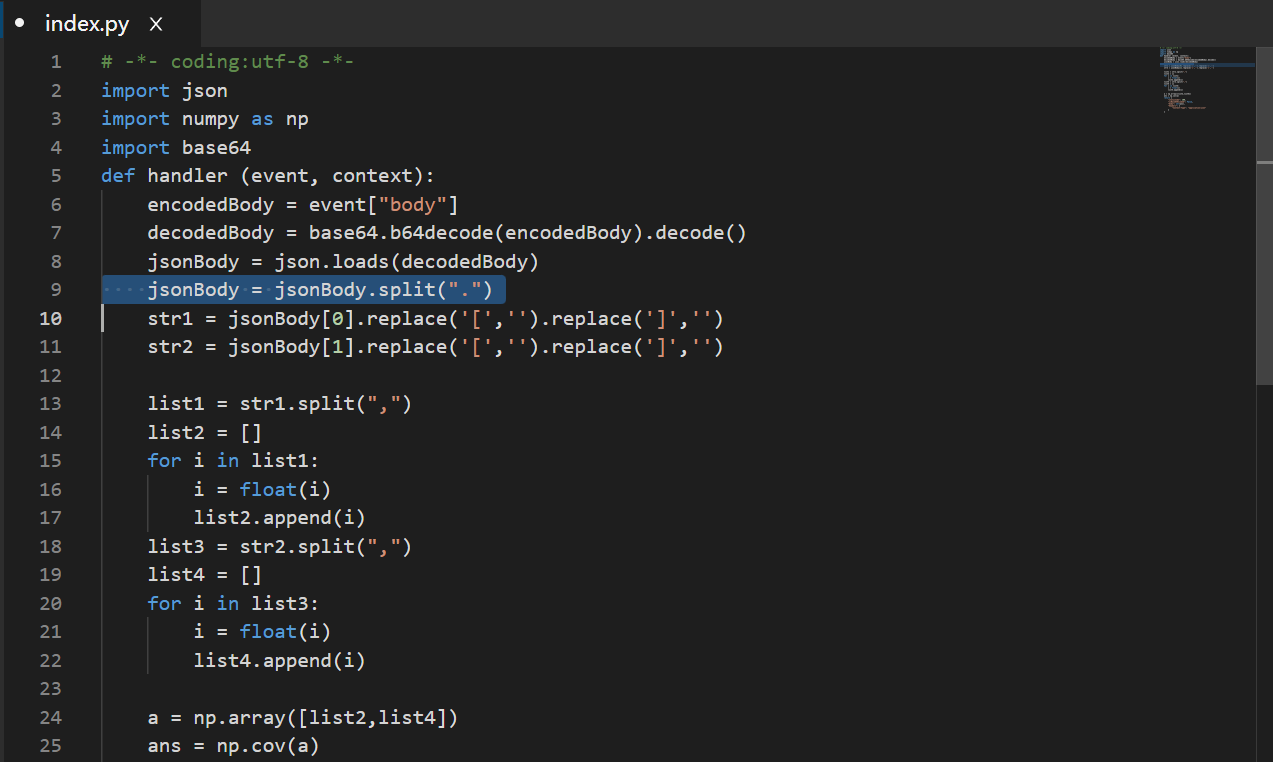 index.py
1 # -*- coding:utf-8 -*-
2 import json
3 import numpy as np
4 import base64
5 def handler (event, context):
6     encodedBody = event["body"]
7     decodedBody = base64.b64decode(encodedBody).decode()
8     jsonBody = json.loads(decodedBody)
9     jsonBody = jsonBody.split(".")
10     str1 = jsonBody[0].replace('[','').replace(']','')
11     str2 = jsonBody[1].replace('[','').replace(']','')
12
13     list1 = str1.split(",")
14     list2 = []
15     for i in list1:
16         i = float(i)
17         list2.append(i)
18     list3 = str2.split(",")
19     list4 = []
20     for i in list3:
21         i = float(i)
22         list4.append(i)
23
24     a = np.array([list2,list4])
25     ans = np.cov(a)